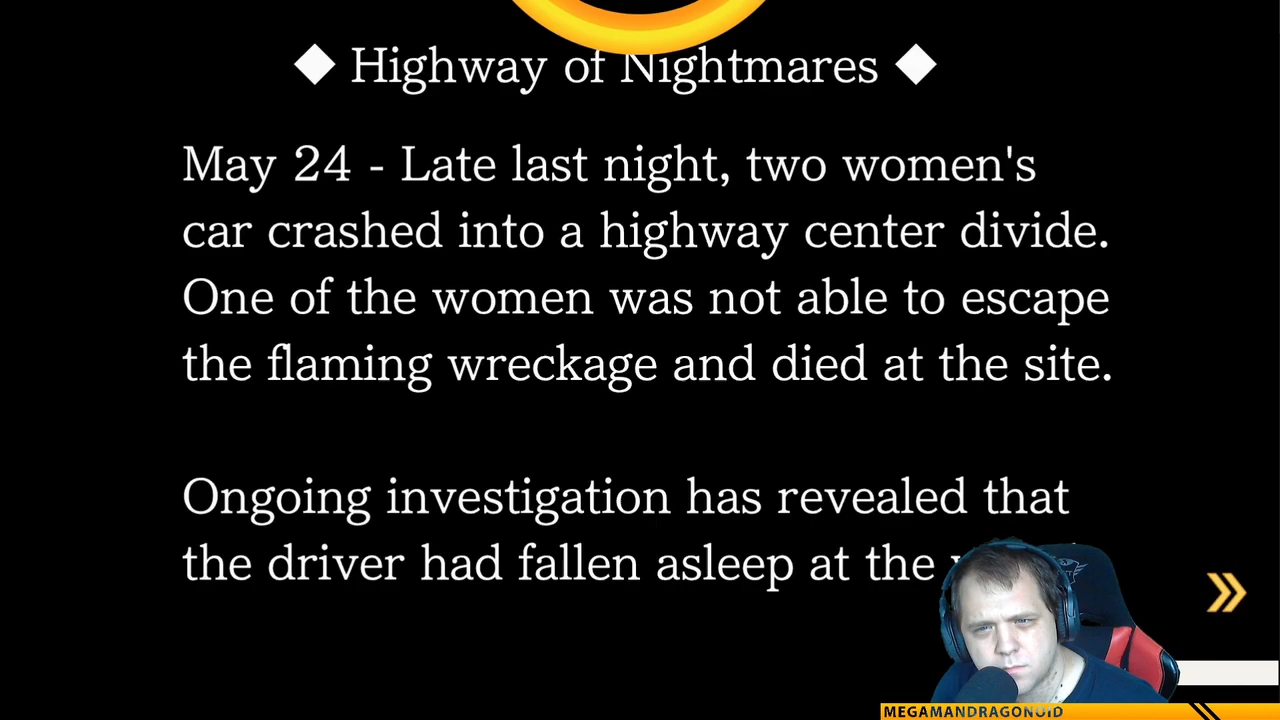 ◆ Highway of Nightmares ◆
May 24 - Late last night, two women's
car crashed into a highway center divide.
One of the women was not able to escape
the flaming wreckage and died at the site.
Ongoing investigation has revealed that
the driver had fallen asleep at the
MEGAMANDRAGONOID